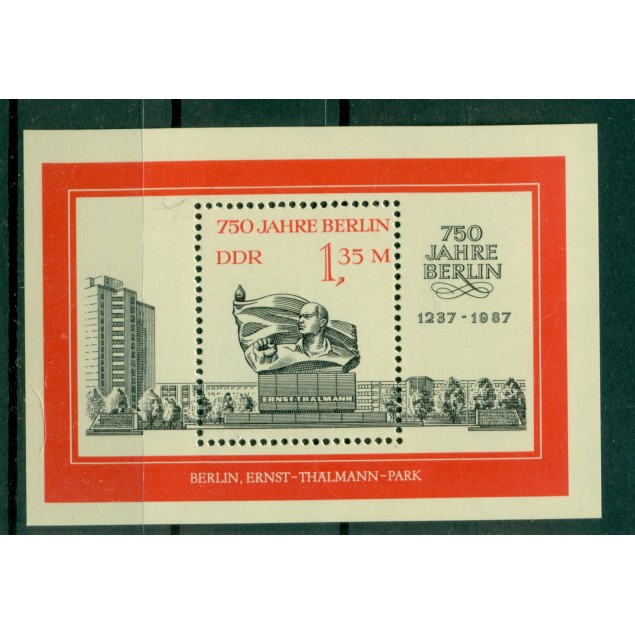 750 JAHRE BERLIN
DDR 1,35 M
ERNST-THÄLMANN
750
JAHRE
BERLIN
1237-1987
BERLIN, ERNST-THÄLMANN-PARK